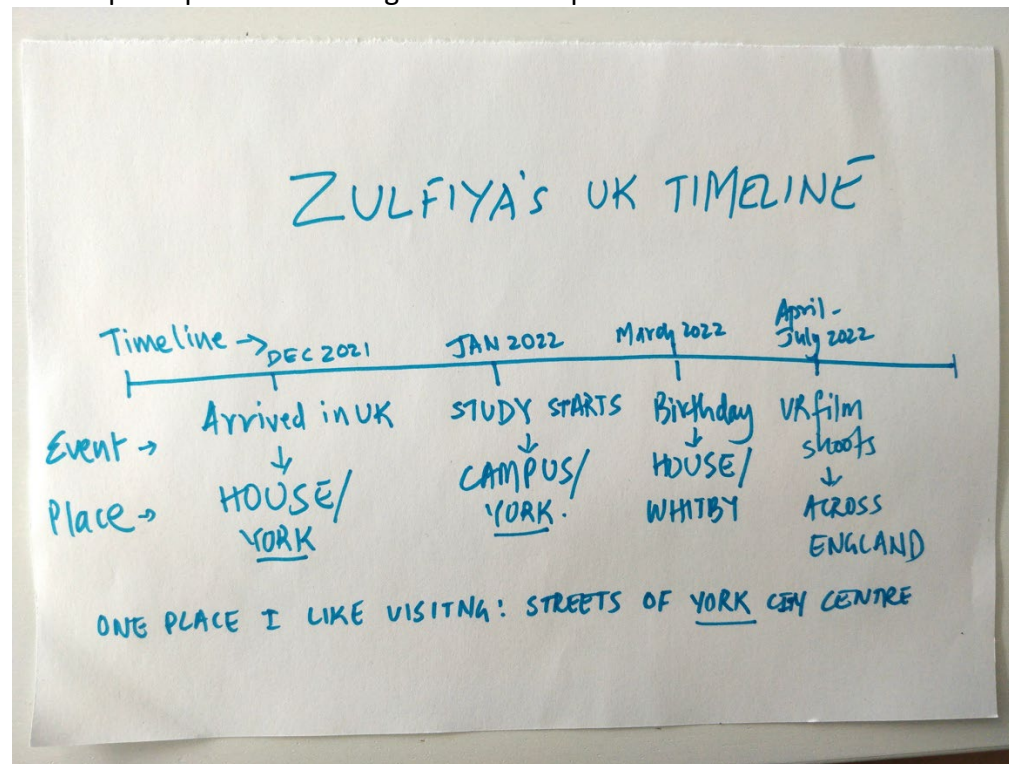 ZULFIYA'S UK TIMELINE
Timeline → DEC 2021 JAN 2022 March 2022 April - July 2022
Event → Arrived in UK STUDY STARTS Birthday VR film shoots
↓ ↓ ↓ ↓
Place → HOUSE/ YORK CAMPUS/ YORK. HOUSE/ WHITBY ACROSS ENGLAND
ONE PLACE I LIKE VISITNG: STREETS OF YORK CITY CENTRE